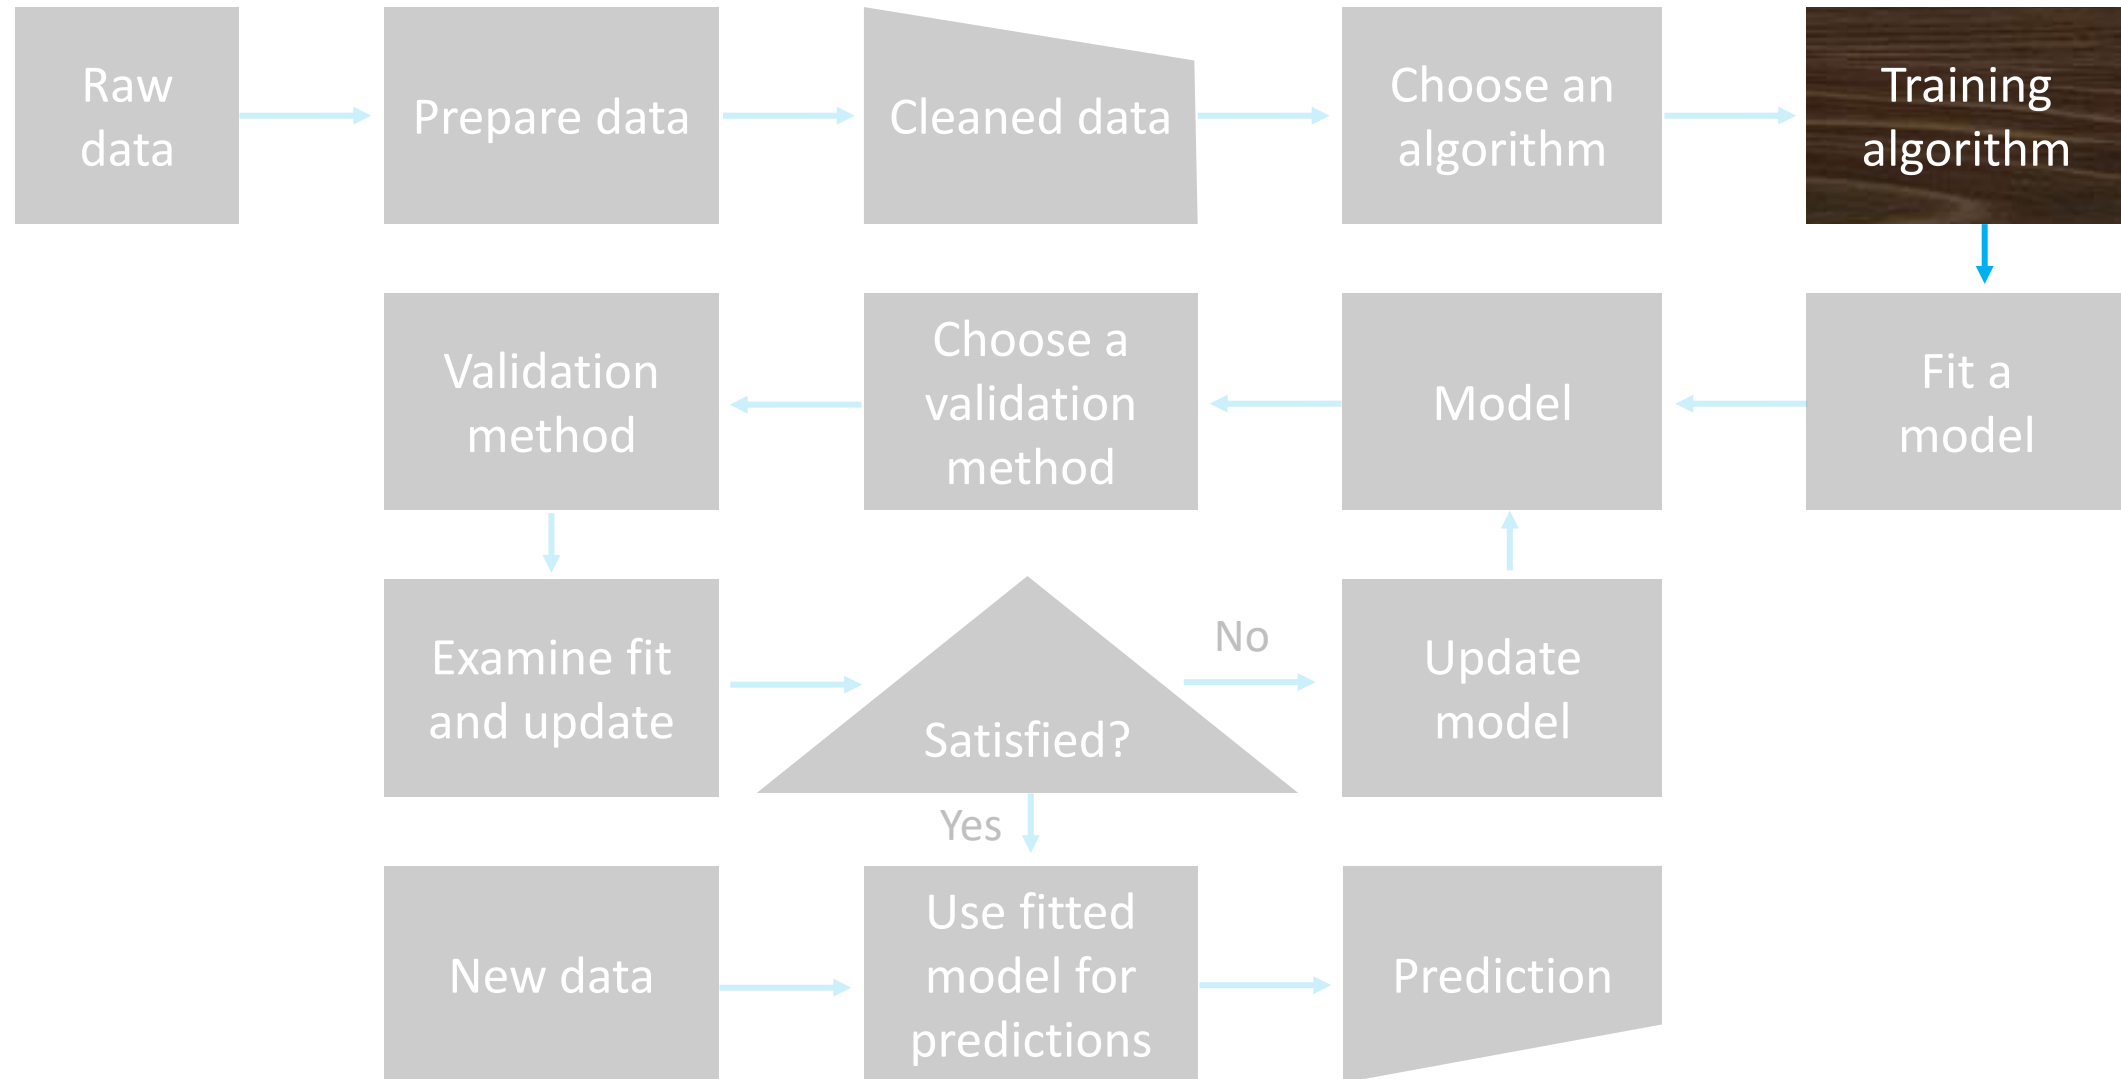 Raw
data
Prepare data
Cleaned data
Choose an
algorithm
Training
algorithm
Validation
method
Choose a
validation
method
Model
Fit a
model
Examine fit
and update
Satisfied?
No
Update
model
Yes
New data
Use fitted
model for
predictions
Prediction